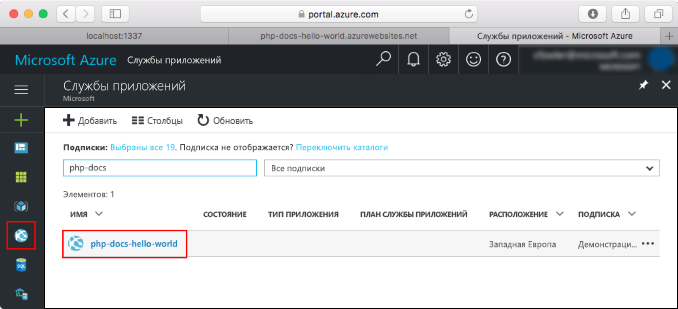 portal.azure.com
localhost:1337
php-docs-hello-world.azurewebsites.net
Службы приложений - Microsoft Azure
Microsoft Azure Службы приложений
Службы приложений
Microsoft
Добавить Столбцы Обновить
Подписки: Выбраны все 19. Подписка не отображается? Переключить каталоги
php-docs Все подписки
Элементов: 1
ИМЯ СОСТОЯНИЕ ТИП ПРИЛОЖЕНИЯ ПЛАН СЛУЖБЫ ПРИЛОЖЕНИЙ РАСПОЛОЖЕНИЕ ПОДПИСКА
php-docs-hello-world Западная Европа Демонстраци...